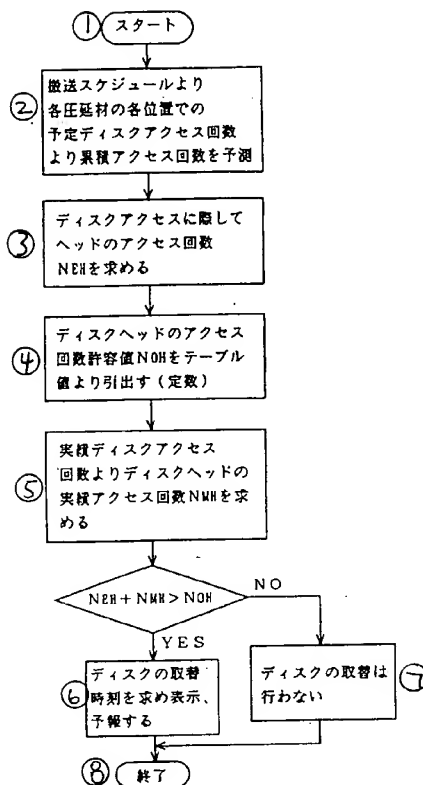 ① スタート
搬送スケジュールより
② 各圧延材の各位置での
予定ディスクアクセス回数
より累積アクセス回数を予測
ディスクアクセスに際して
③ ヘッドのアクセス回数
NEHを求める
ディスクヘッドのアクセス
④ 回数許容値NOHをテーブル
値より引出す(定数)
実績ディスクアクセス
⑤ 回数よりディスクヘッドの
実績アクセス回数NMHを求
める
NEH+NMH>NOH
NO
YES
ディスクの取替
⑥ 時刻を求め表示、
予報する
ディスクの取替は ⑦
行わない
⑧ 終了